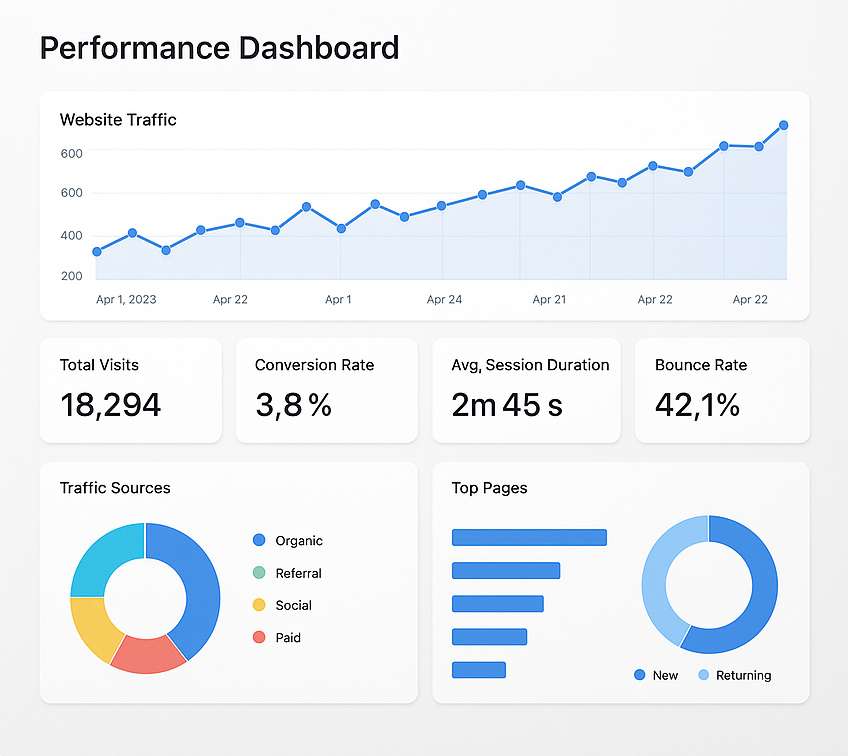 Performance Dashboard
Website Traffic
600
600
400
200
Apr 1, 2023 Apr 22 Apr 1 Apr 24 Apr 21 Apr 22 Apr 22
Total Visits
18,294
Conversion Rate
3,8 %
Avg, Session Duration
2m 45 s
Bounce Rate
42,1%
Traffic Sources
Organic
Referral
Social
Paid
Top Pages
New Returning